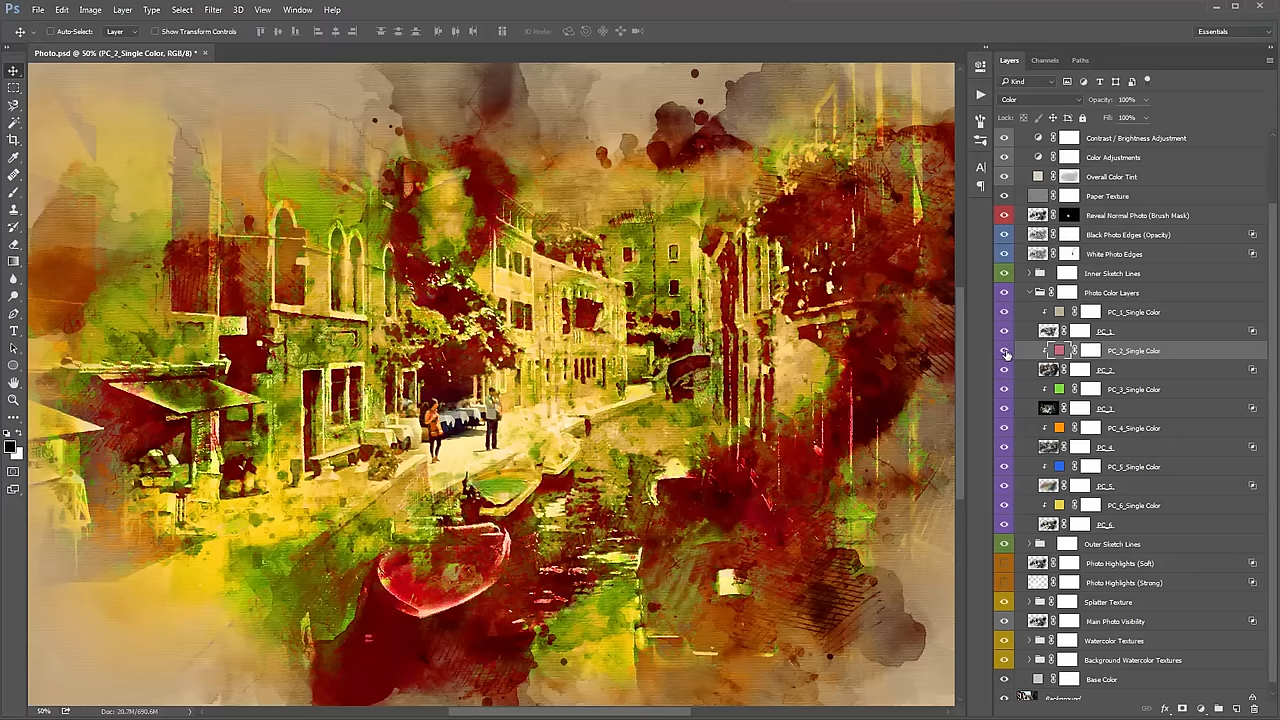 Ps File Edit Image Layer Type Select Filter 3D View Window Help
Auto-Select: Layer Show Transform Controls 3D Mode: Essentials
Photo.psd @ 50% (PC_2_Single Color, RGB/8) * ×
Layers Channels Paths
Kind
Color Opacity: 100%
Lock: Fill: 100%
Contrast / Brightness Adjustment
Color Adjustments
Overall Color Tint
Paper Texture
Reveal Normal Photo (Brush Mask)
Black Photo Edges (Opacity)
White Photo Edges
Inner Sketch Lines
Photo Color Layers
PC_1_Single Color
PC_1
PC_2_Single Color
PC_2
PC_3_Single Color
PC_3
PC_4_Single Color
PC_4
PC_5_Single Color
PC_5
PC_6_Single Color
PC_6
Outer Sketch Lines
Photo Highlights (Soft)
Photo Highlights (Strong)
Splatter Texture
Main Photo Visibility
Watercolor Textures
Background Watercolor Textures
Base Color
Background
50% Doc: 20.7M/690.6M